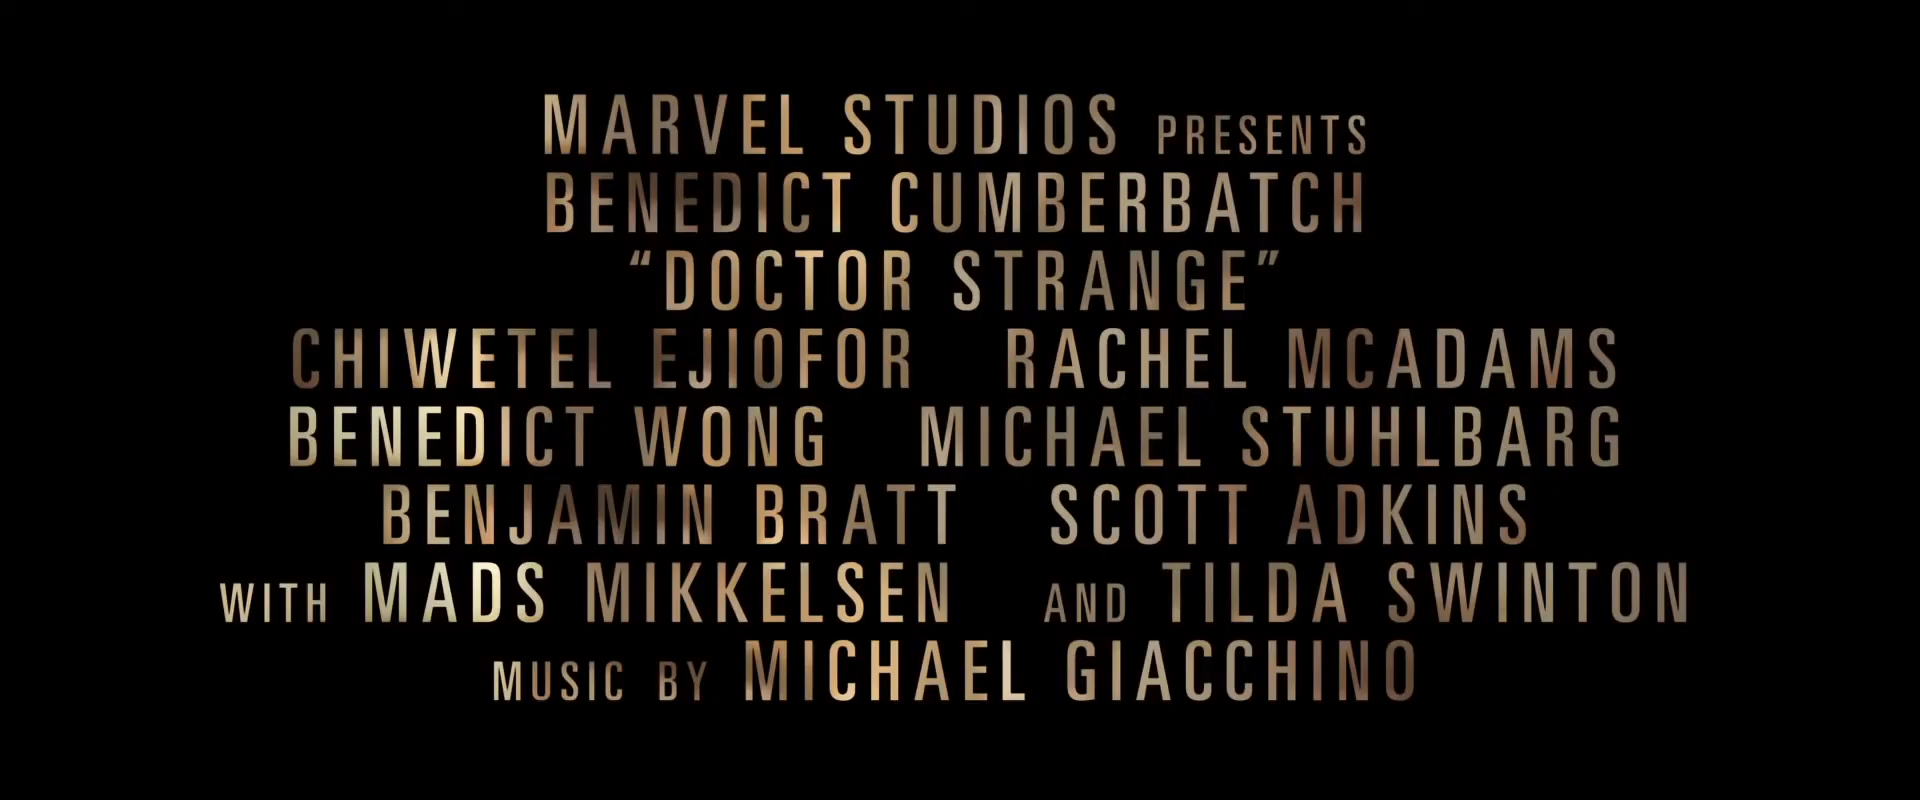 MARVEL STUDIOS PRESENTS
BENEDICT CUMBERBATCH
“DOCTOR STRANGE”
CHIWETEL EJIOFOR RACHEL MCADAMS
BENEDICT WONG MICHAEL STUHLBARG
BENJAMIN BRATT SCOTT ADKINS
WITH MADS MIKKELSEN AND TILDA SWINTON
MUSIC BY MICHAEL GIACCHINO